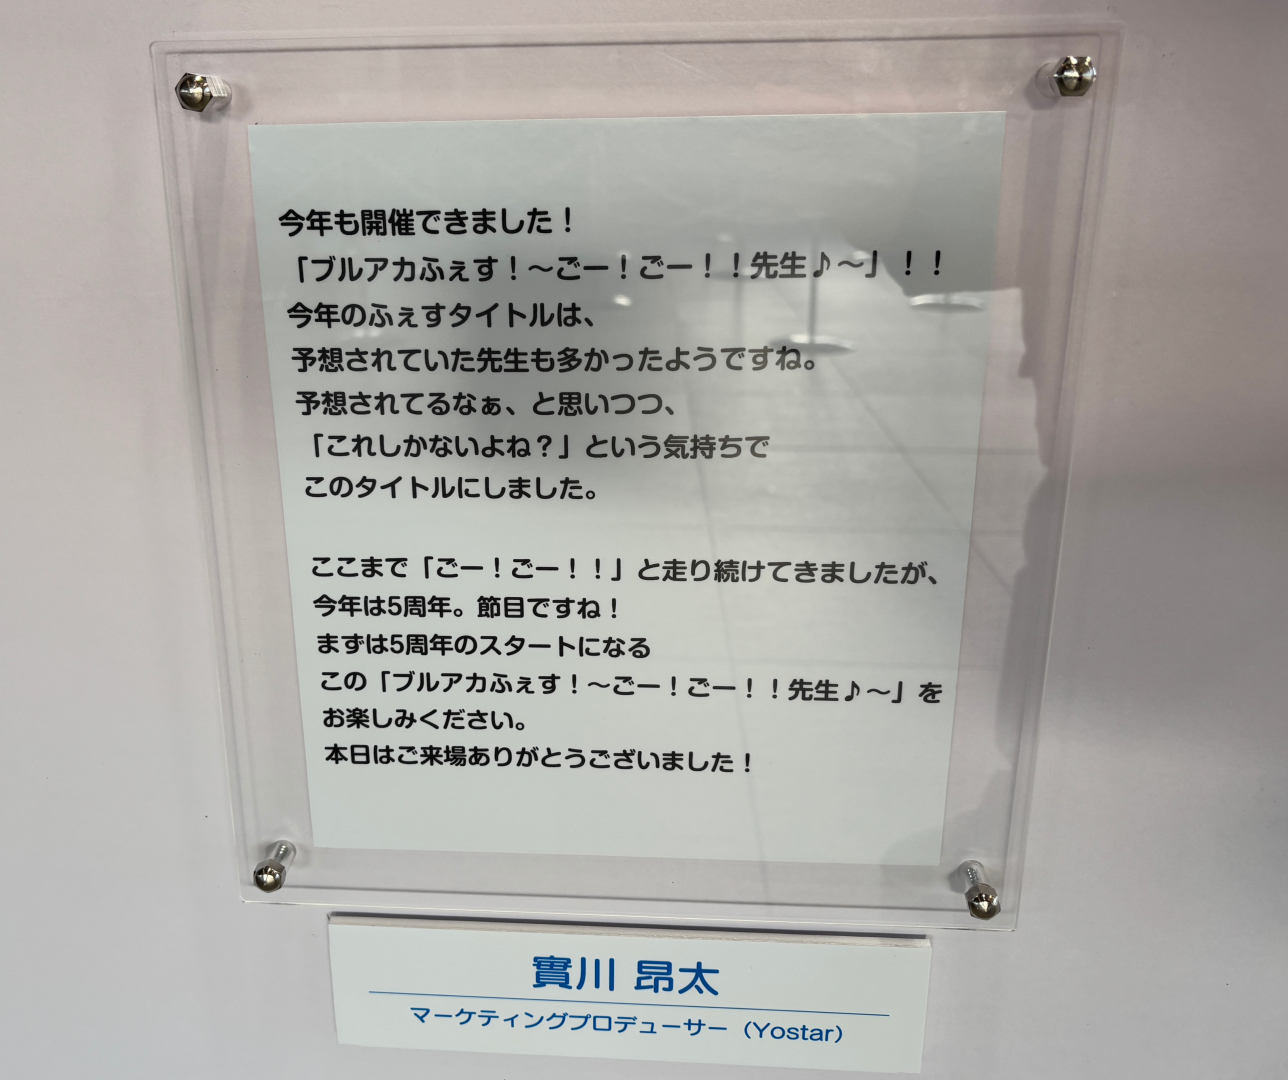 今年も開催できました！
「ブルアカふぇす！～ごー！ごー！！先生♪～」！！
今年のふぇすタイトルは、
予想されていた先生も多かったようですね。
予想されてるなぁ、と思いつつ、
「これしかないよね？」という気持ちで
このタイトルにしました。
ここまで「ごー！ごー！！」と走り続けてきましたが、
今年は5周年。節目ですね！
まずは5周年のスタートになる
この「ブルアカふぇす！～ごー！ごー！！先生♪～」を
お楽しみください。
本日はご来場ありがとうございました！
實川 昂太
マーケティングプロデューサー（Yostar）